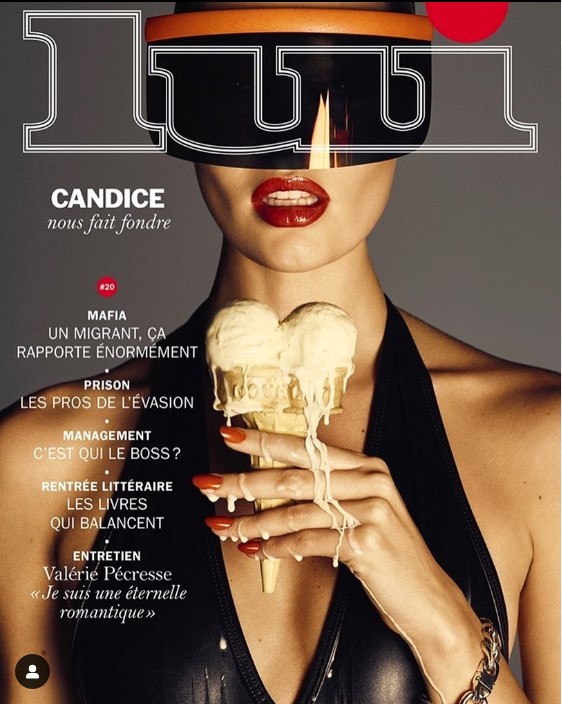 lui
CANDICE
nous fait fondre
#20
MAFIA
UN MIGRANT, ÇA
RAPPORTE ÉNORMÉMENT
PRISON
LES PROS DE L'ÉVASION
MANAGEMENT
C'EST QUI LE BOSS ?
RENTRÉE LITTÉRAIRE
LES LIVRES
QUI BALANCENT
ENTRETIEN
Valérie Pécresse
« Je suis une éternelle
romantique »